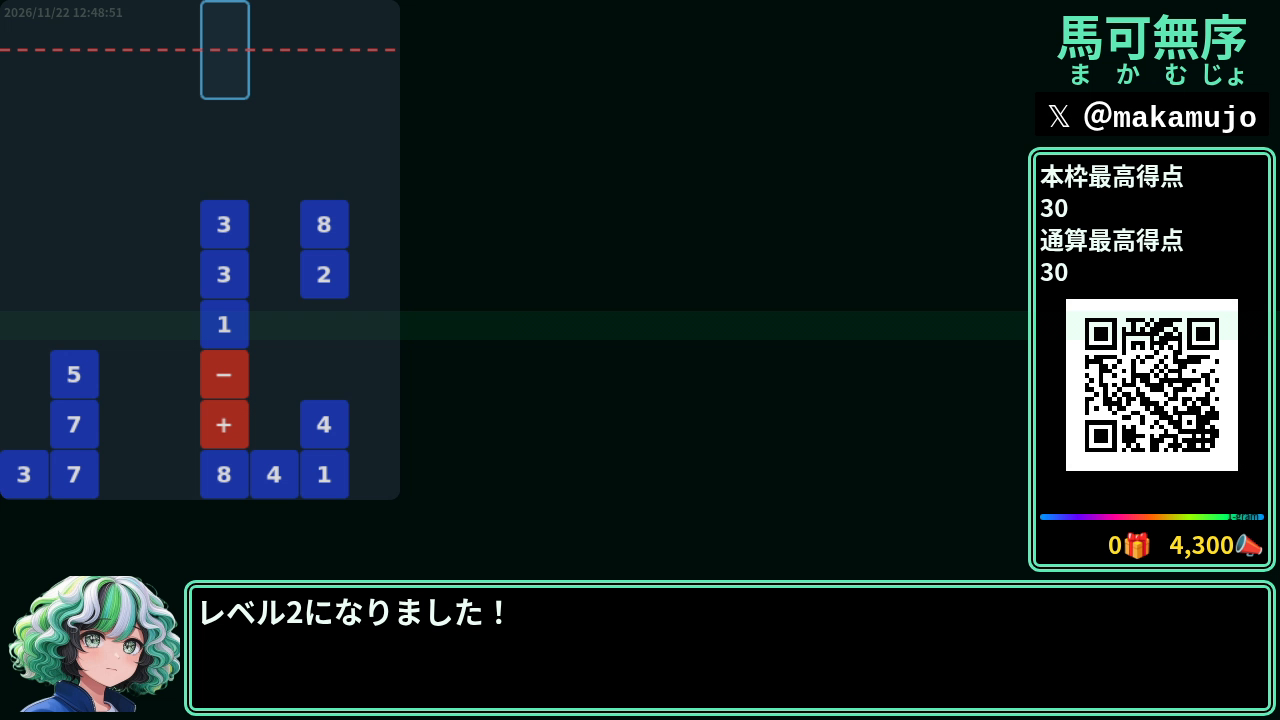 2026/11/22 12:48:51
3 8
3 2
1
5 −
7 + 4
3 7 8 4 1
馬可無序
ま か む じょ
𝕏 @makamujo
本枠最高得点
30
通算最高得点
30
1-gram
0🎁 4,300📣
レベル2になりました！